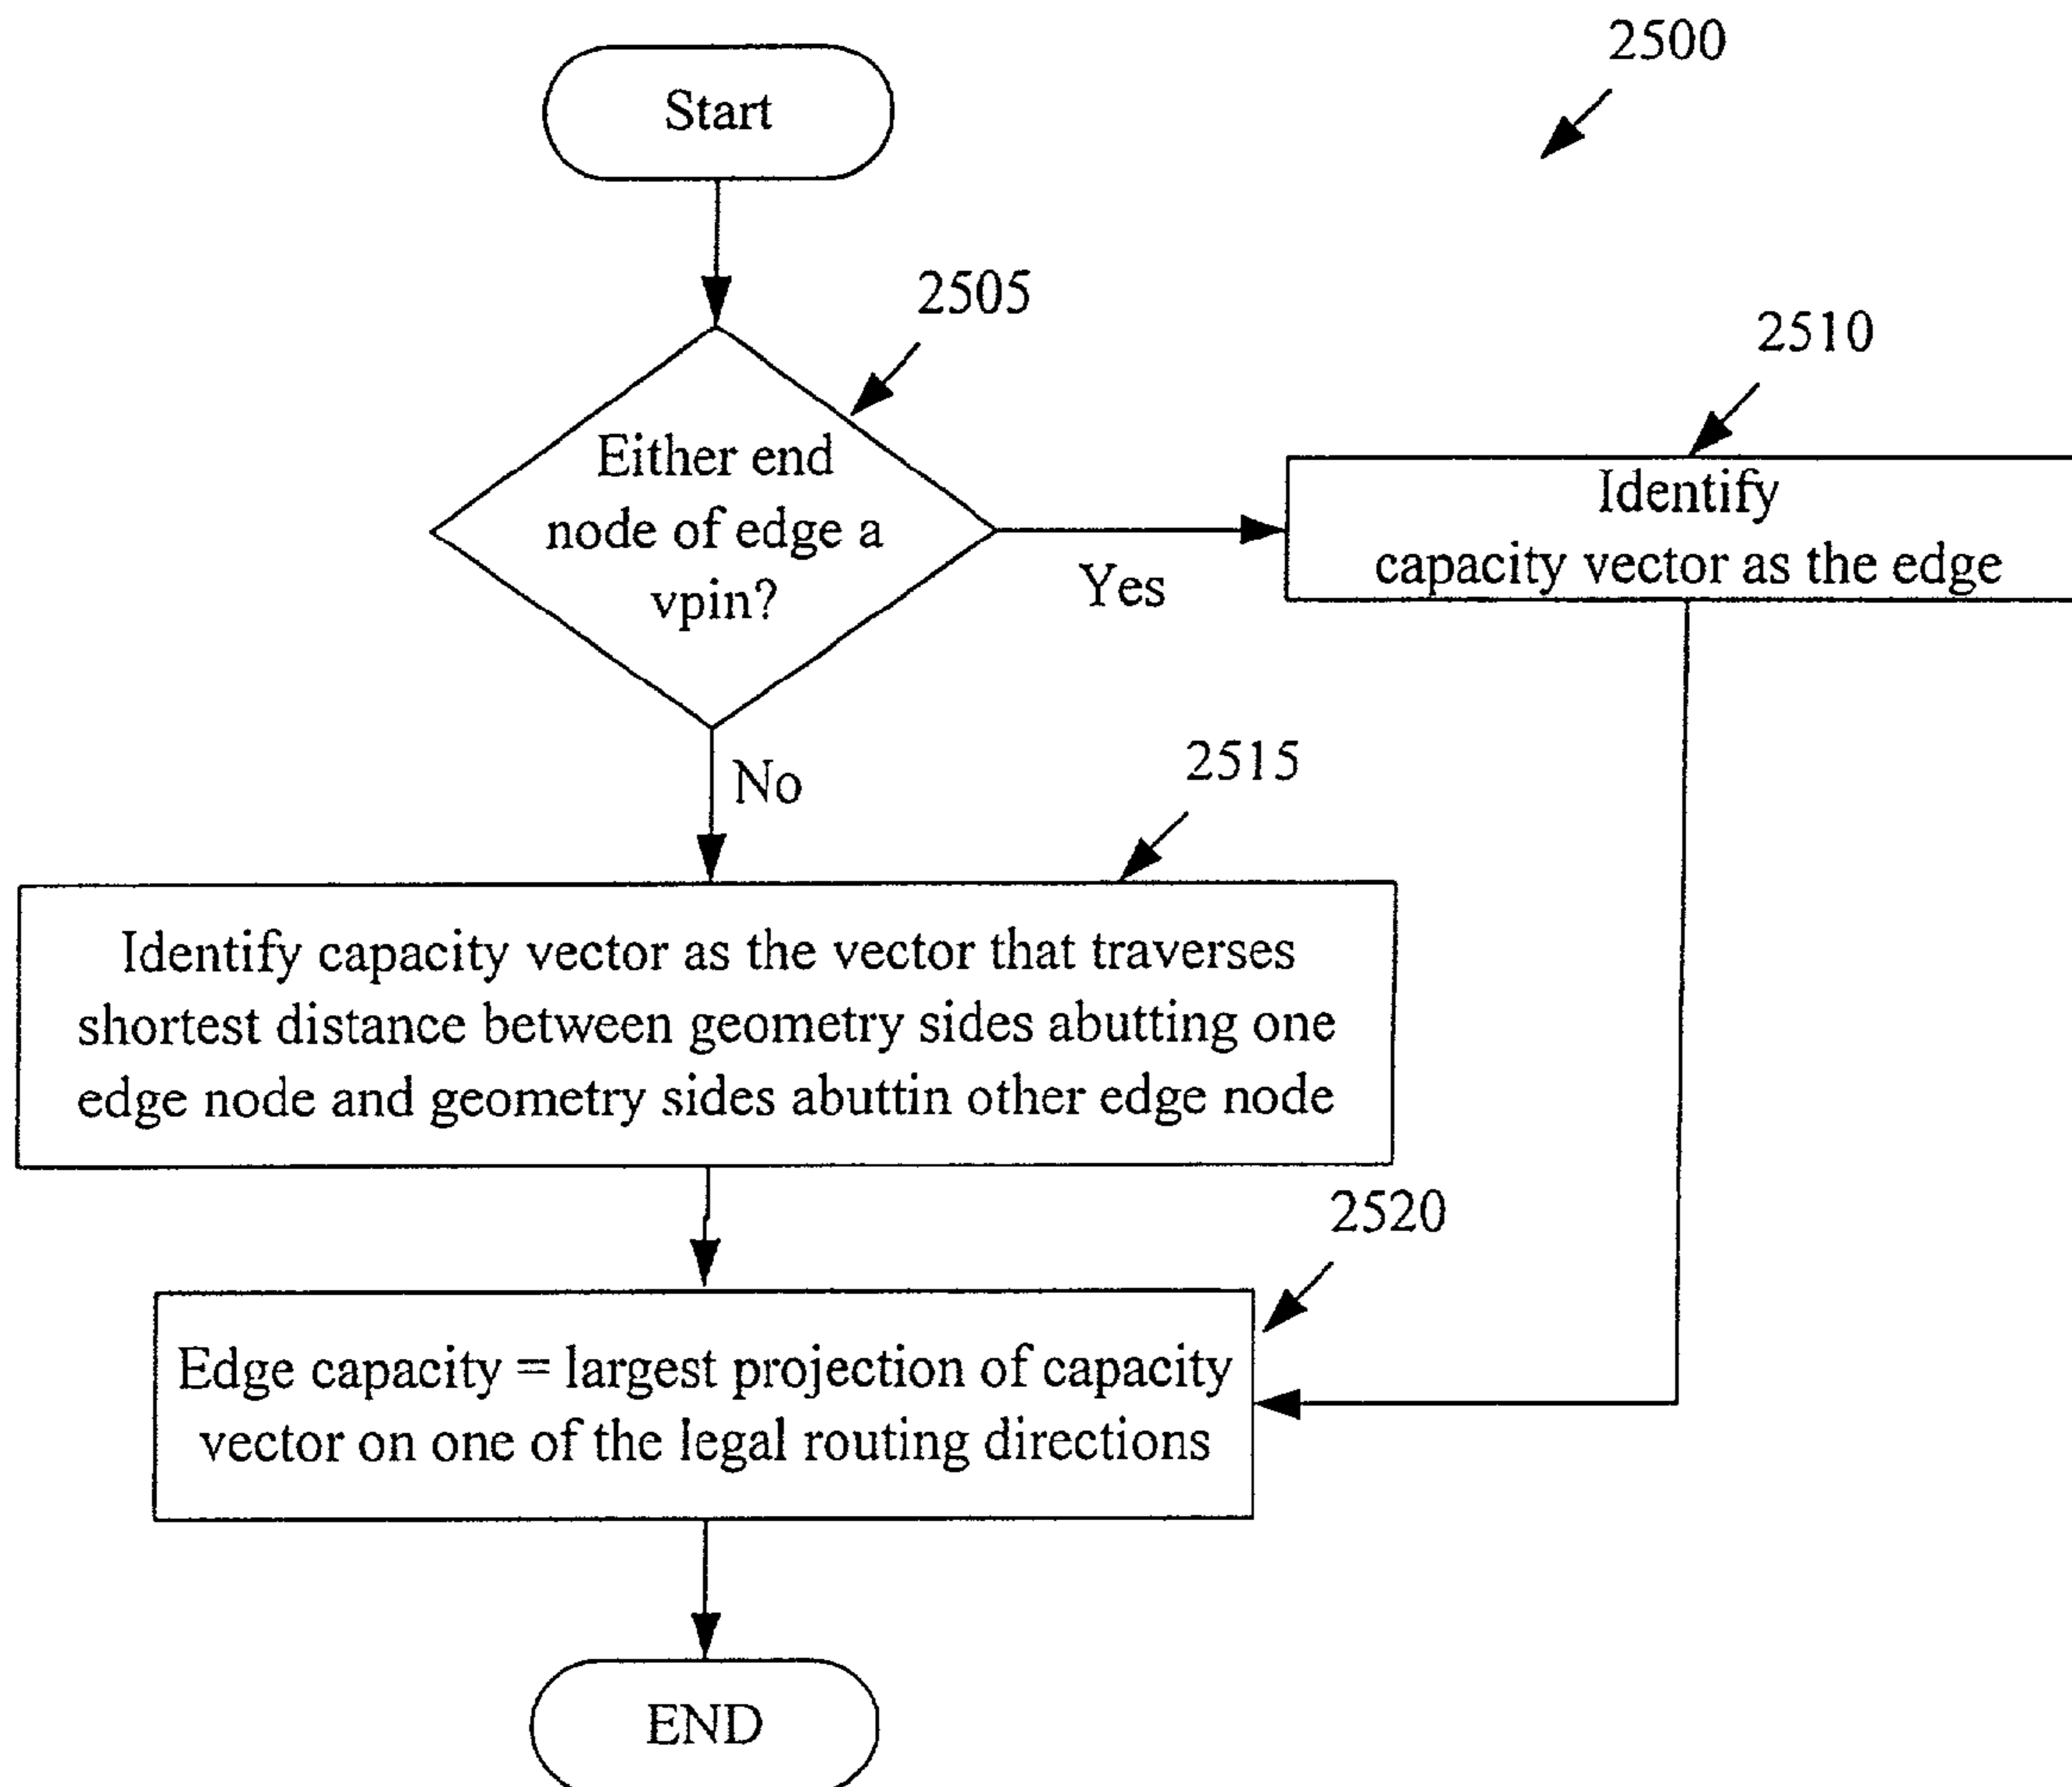 2500
Start
2505
Either end
node of edge a
vpin?
Yes
2510
Identify
capacity vector as the edge
No
2515
Identify capacity vector as the vector that traverses
shortest distance between geometry sides abutting one
edge node and geometry sides abuttin other edge node
2520
Edge capacity = largest projection of capacity
vector on one of the legal routing directions
END